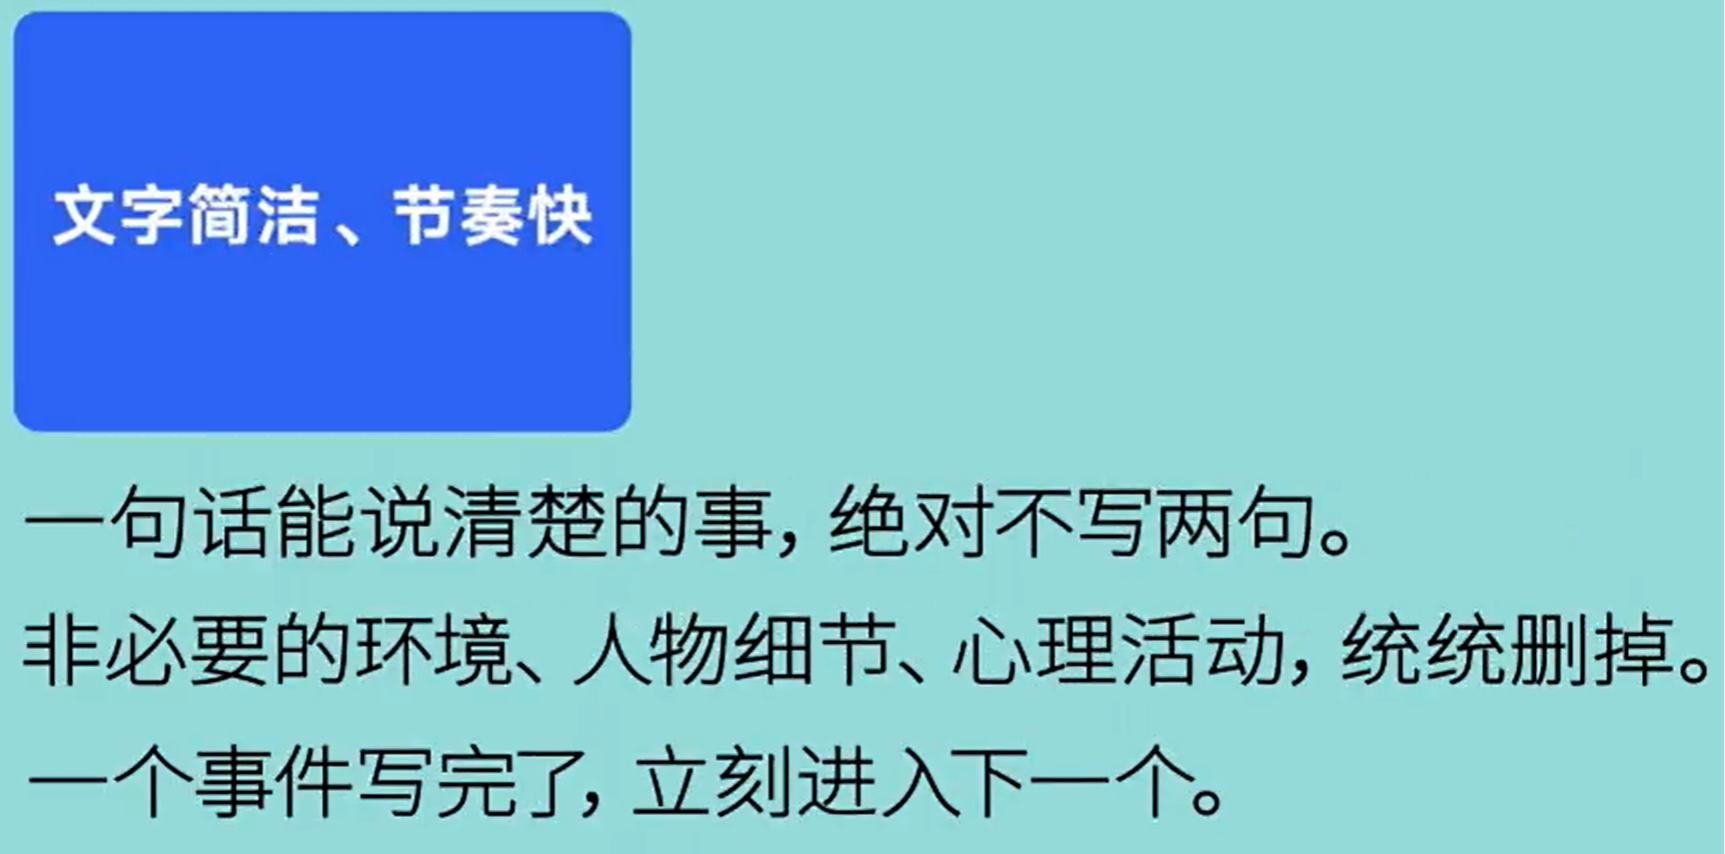 文字简洁、节奏快
一句话能说清楚的事，绝对不写两句。
非必要的环境、人物细节、心理活动，统统删掉。
一个事件写完了，立刻进入下一个。